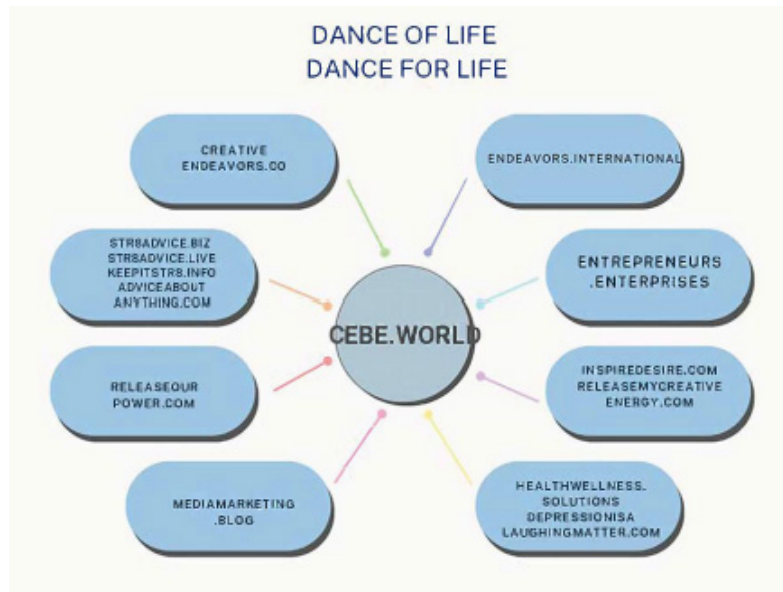 DANCE OF LIFE
DANCE FOR LIFE
CREATIVE
ENDEAVORS.CO
ENDEAVORS.INTERNATIONAL
STR8ADVICE.BIZ
STR8ADVICE.LIVE
KEEPITSTR8.INFO
ADVICEABOUT
ANYTHING.COM
ENTREPRENEURS
.ENTERPRISES
CEBE.WORLD
RELEASEOUR
POWER.COM
INSPIREDESIRE.COM
RELEASEMYCREATIVE
ENERGY.COM
MEDIAMARKETING
.BLOG
HEALTHWELLNESS.
SOLUTIONS
DEPRESSIONISA
LAUGHINGMATTER.COM